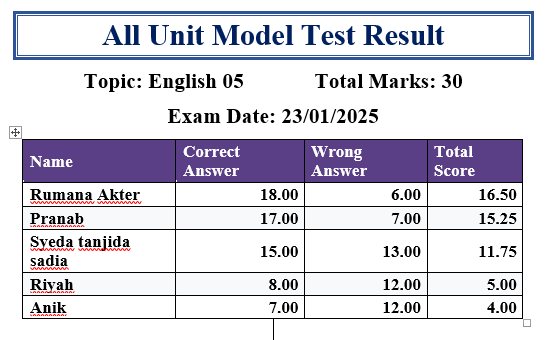 All Unit Model Test Result
Topic: English 05 Total Marks: 30
Exam Date: 23/01/2025
Name Correct Answer Wrong Answer Total Score
Rumana Akter 18.00 6.00 16.50
Pranab 17.00 7.00 15.25
Syeda tanjida sadia 15.00 13.00 11.75
Riyah 8.00 12.00 5.00
Anik 7.00 12.00 4.00